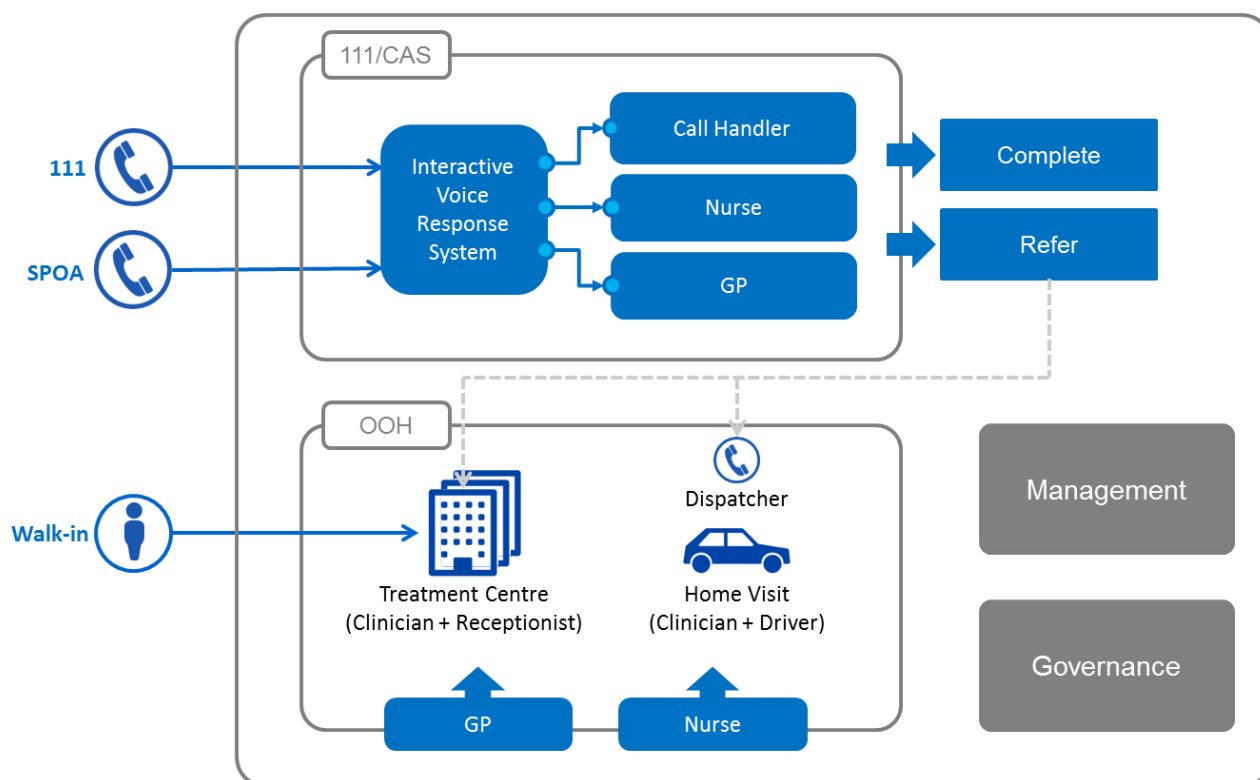 111/CAS
111
SPOA
Interactive
Voice
Response
System
Call Handler
Nurse
GP
Complete
Refer
OOH
Walk-in
Treatment Centre
(Clinician + Receptionist)
Dispatcher
Home Visit
(Clinician + Driver)
GP
Nurse
Management
Governance